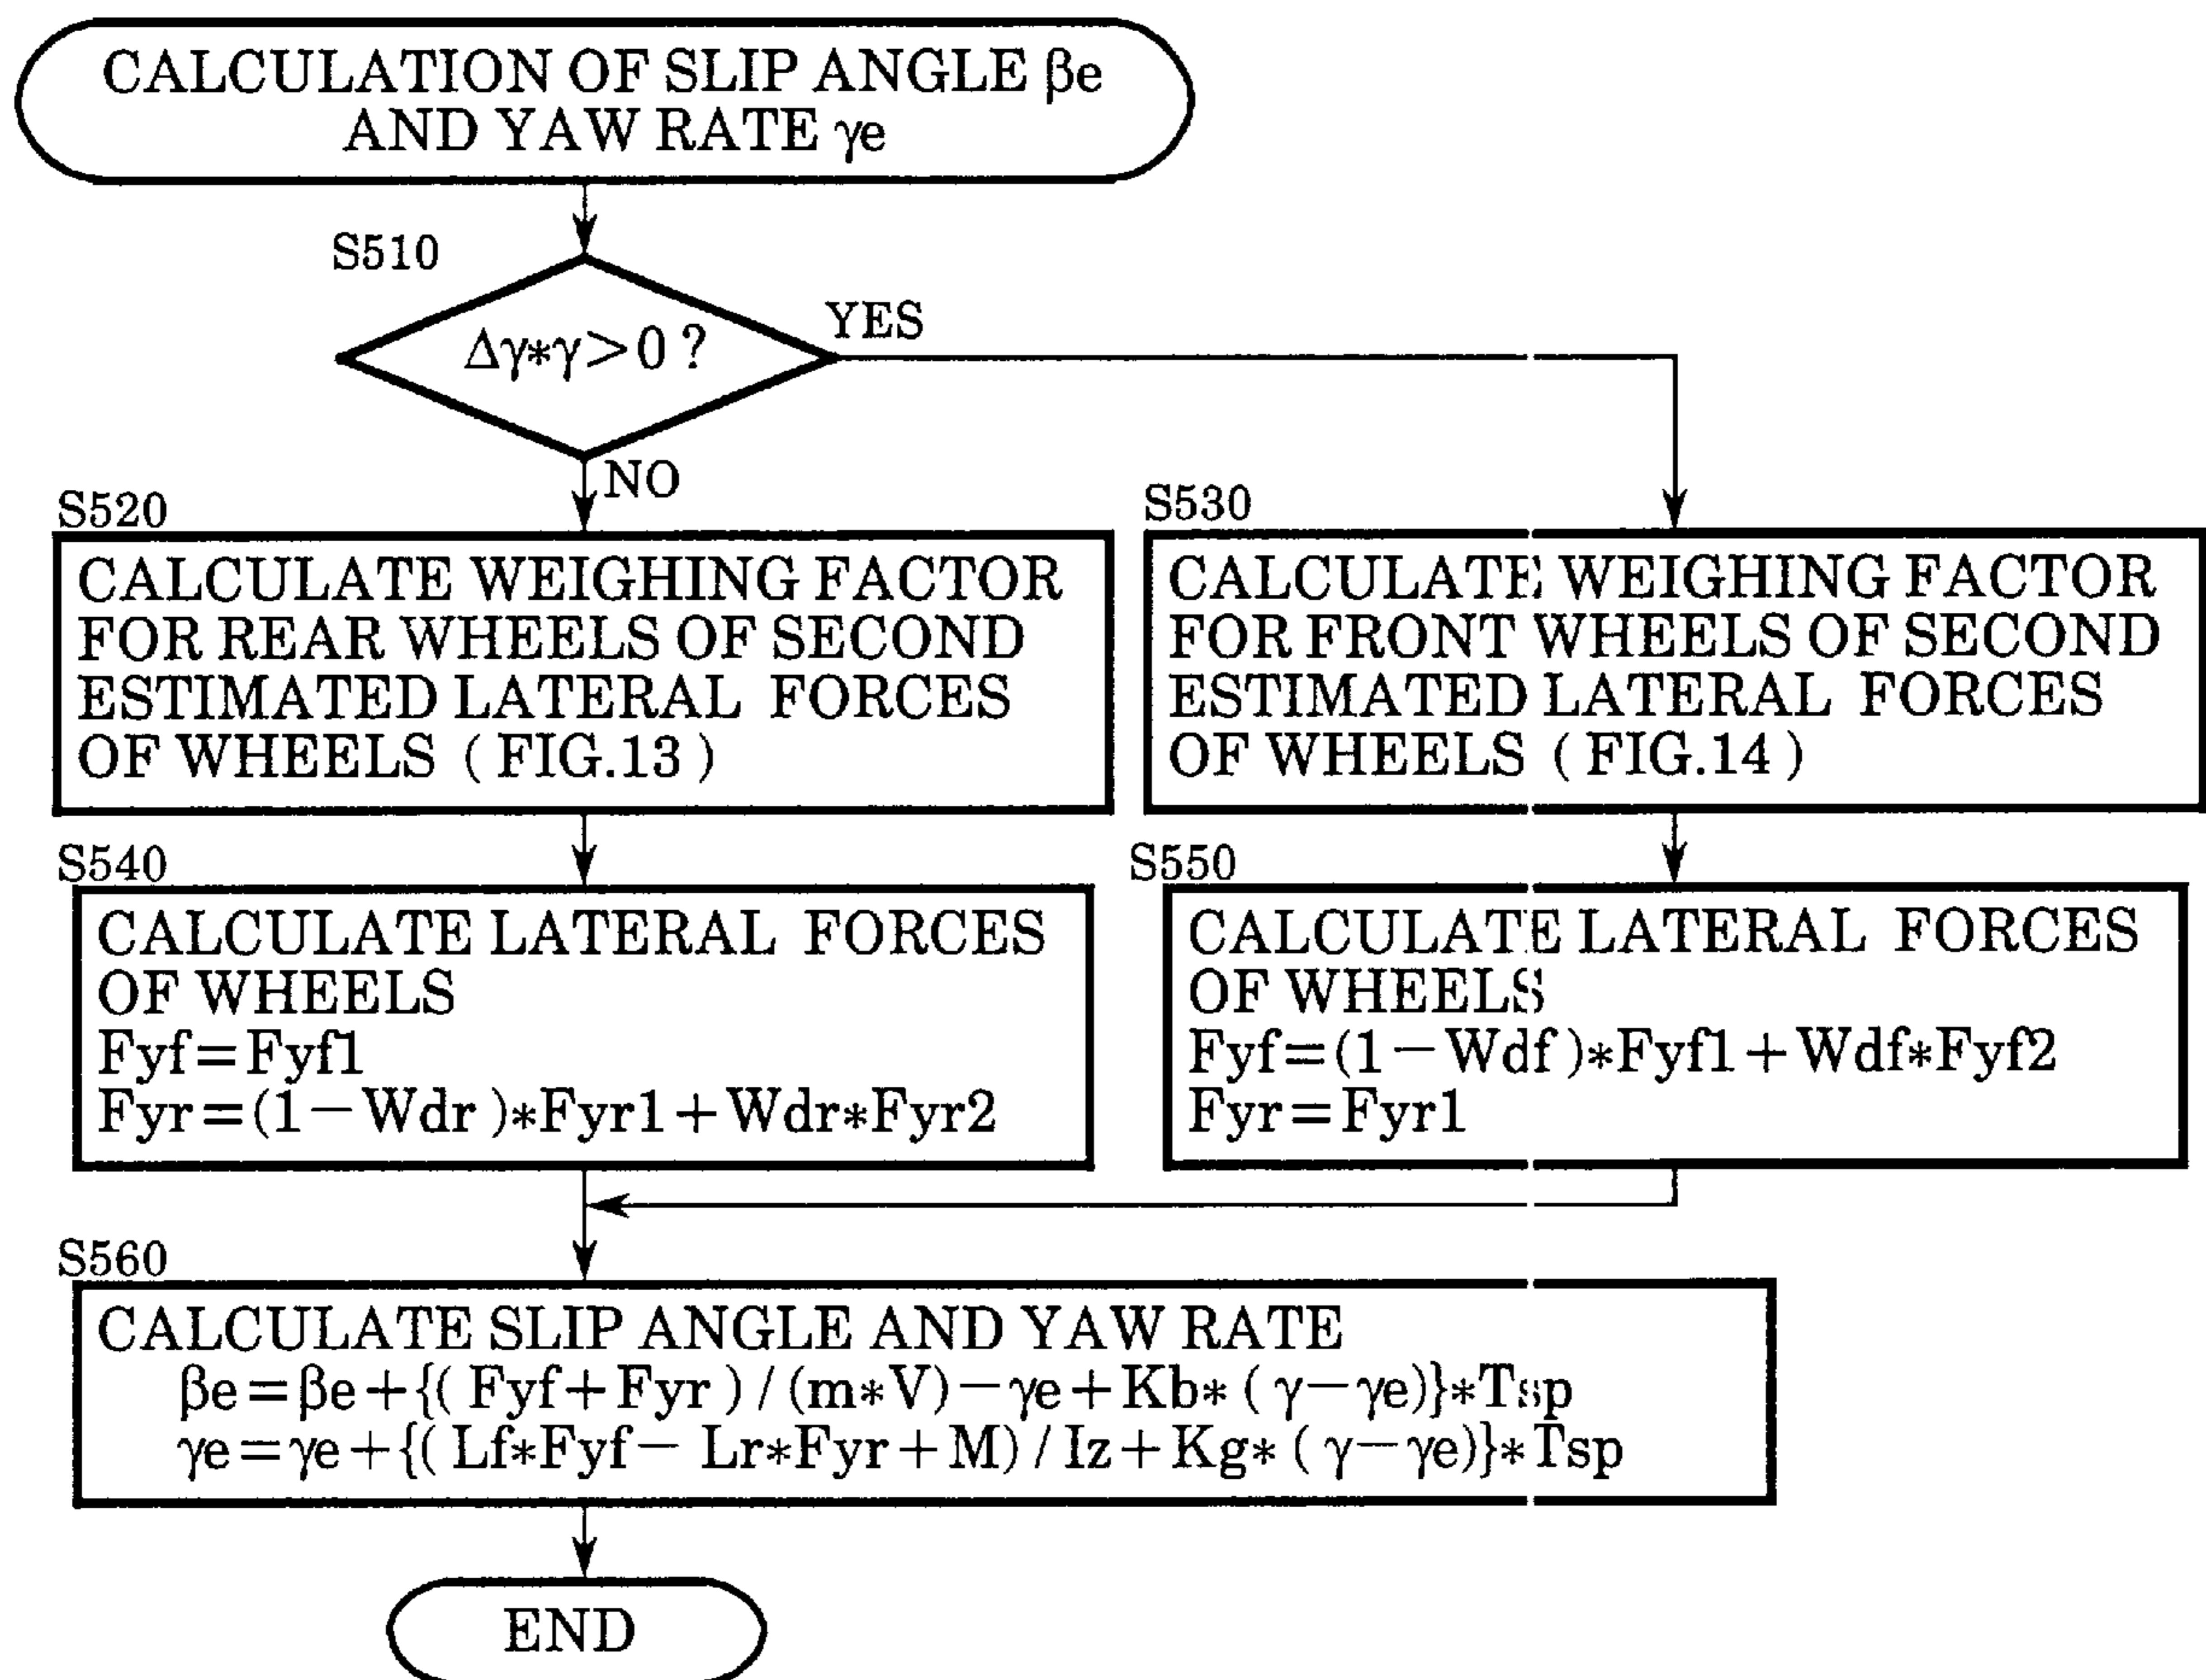 CALCULATION OF SLIP ANGLE βe
AND YAW RATE γe
S510
Δγ*γ>0 ?
YES
NO
S520
CALCULATE WEIGHING FACTOR
FOR REAR WHEELS OF SECOND
ESTIMATED LATERAL FORCES
OF WHEELS ( FIG.13 )
S530
CALCULATE WEIGHING FACTOR
FOR FRONT WHEELS OF SECOND
ESTIMATED LATERAL FORCES
OF WHEELS ( FIG.14 )
S540
CALCULATE LATERAL FORCES
OF WHEELS
Fyf=Fyf1
Fyr=(1-Wdr )*Fyr1+Wdr*Fyr2
S550
CALCULATE LATERAL FORCES
OF WHEELS
Fyf=(1-Wdf )*Fyf1+Wdf*Fyf2
Fyr=Fyr1
S560
CALCULATE SLIP ANGLE AND YAW RATE
βe=βe+{( Fyf+Fyr ) / (m*V)-γe+Kb* ( γ-γe)}*Tsp
γe=γe+{( Lf*Fyf- Lr*Fyr+M) / Iz+Kg* ( γ-γe)}*Tsp
END